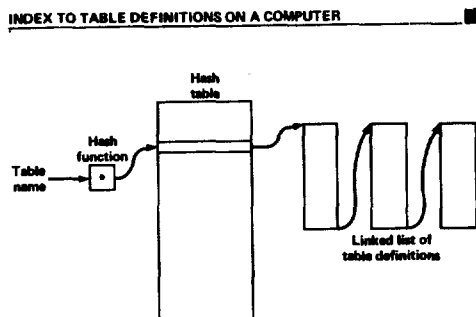 INDEX TO TABLE DEFINITIONS ON A COMPUTER
Hash
table
Hash
function
Table
name
*
Linked list of
table definitions